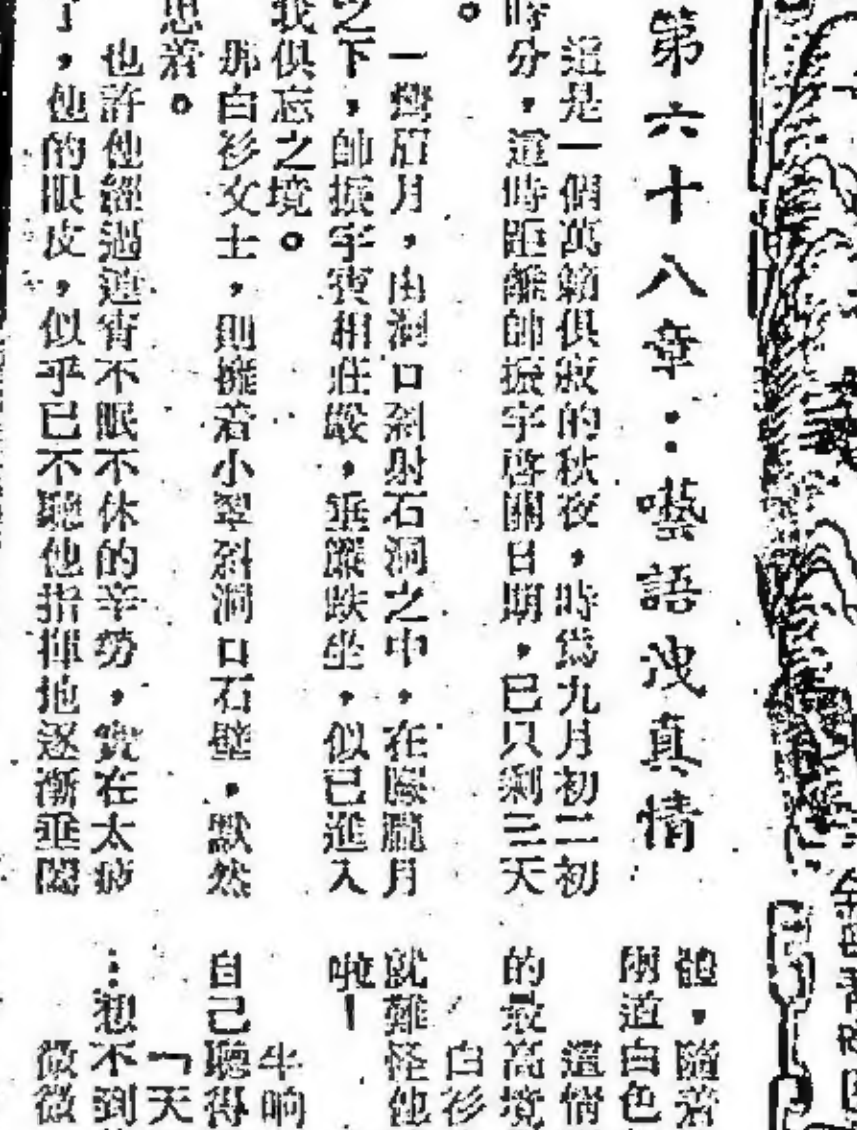 第六十八章：囈語洩真情
這是一個萬籟俱寂的秋夜，時為九月初二初
時分，這時距離帥振宇啓關日期，已只剩三天
。
一彎眉月，由洞口斜射石洞之中，在朦朧月
之下，帥振宇寶相莊嚴，垂簾趺坐，似已進入
我俱忘之境。
那白衫女士，則擁着小翠斜洞口石壁，默然
思着。
也許他經過連宵不眠不休的辛勞，實在太疲
了，他的眼皮，似乎已不聽他指揮地逐漸垂闔
體，隨着
兩道白色
這情
的最高境
白衫
就難怪他
啦！
半晌
自己聽得
「天
…想不到
微微